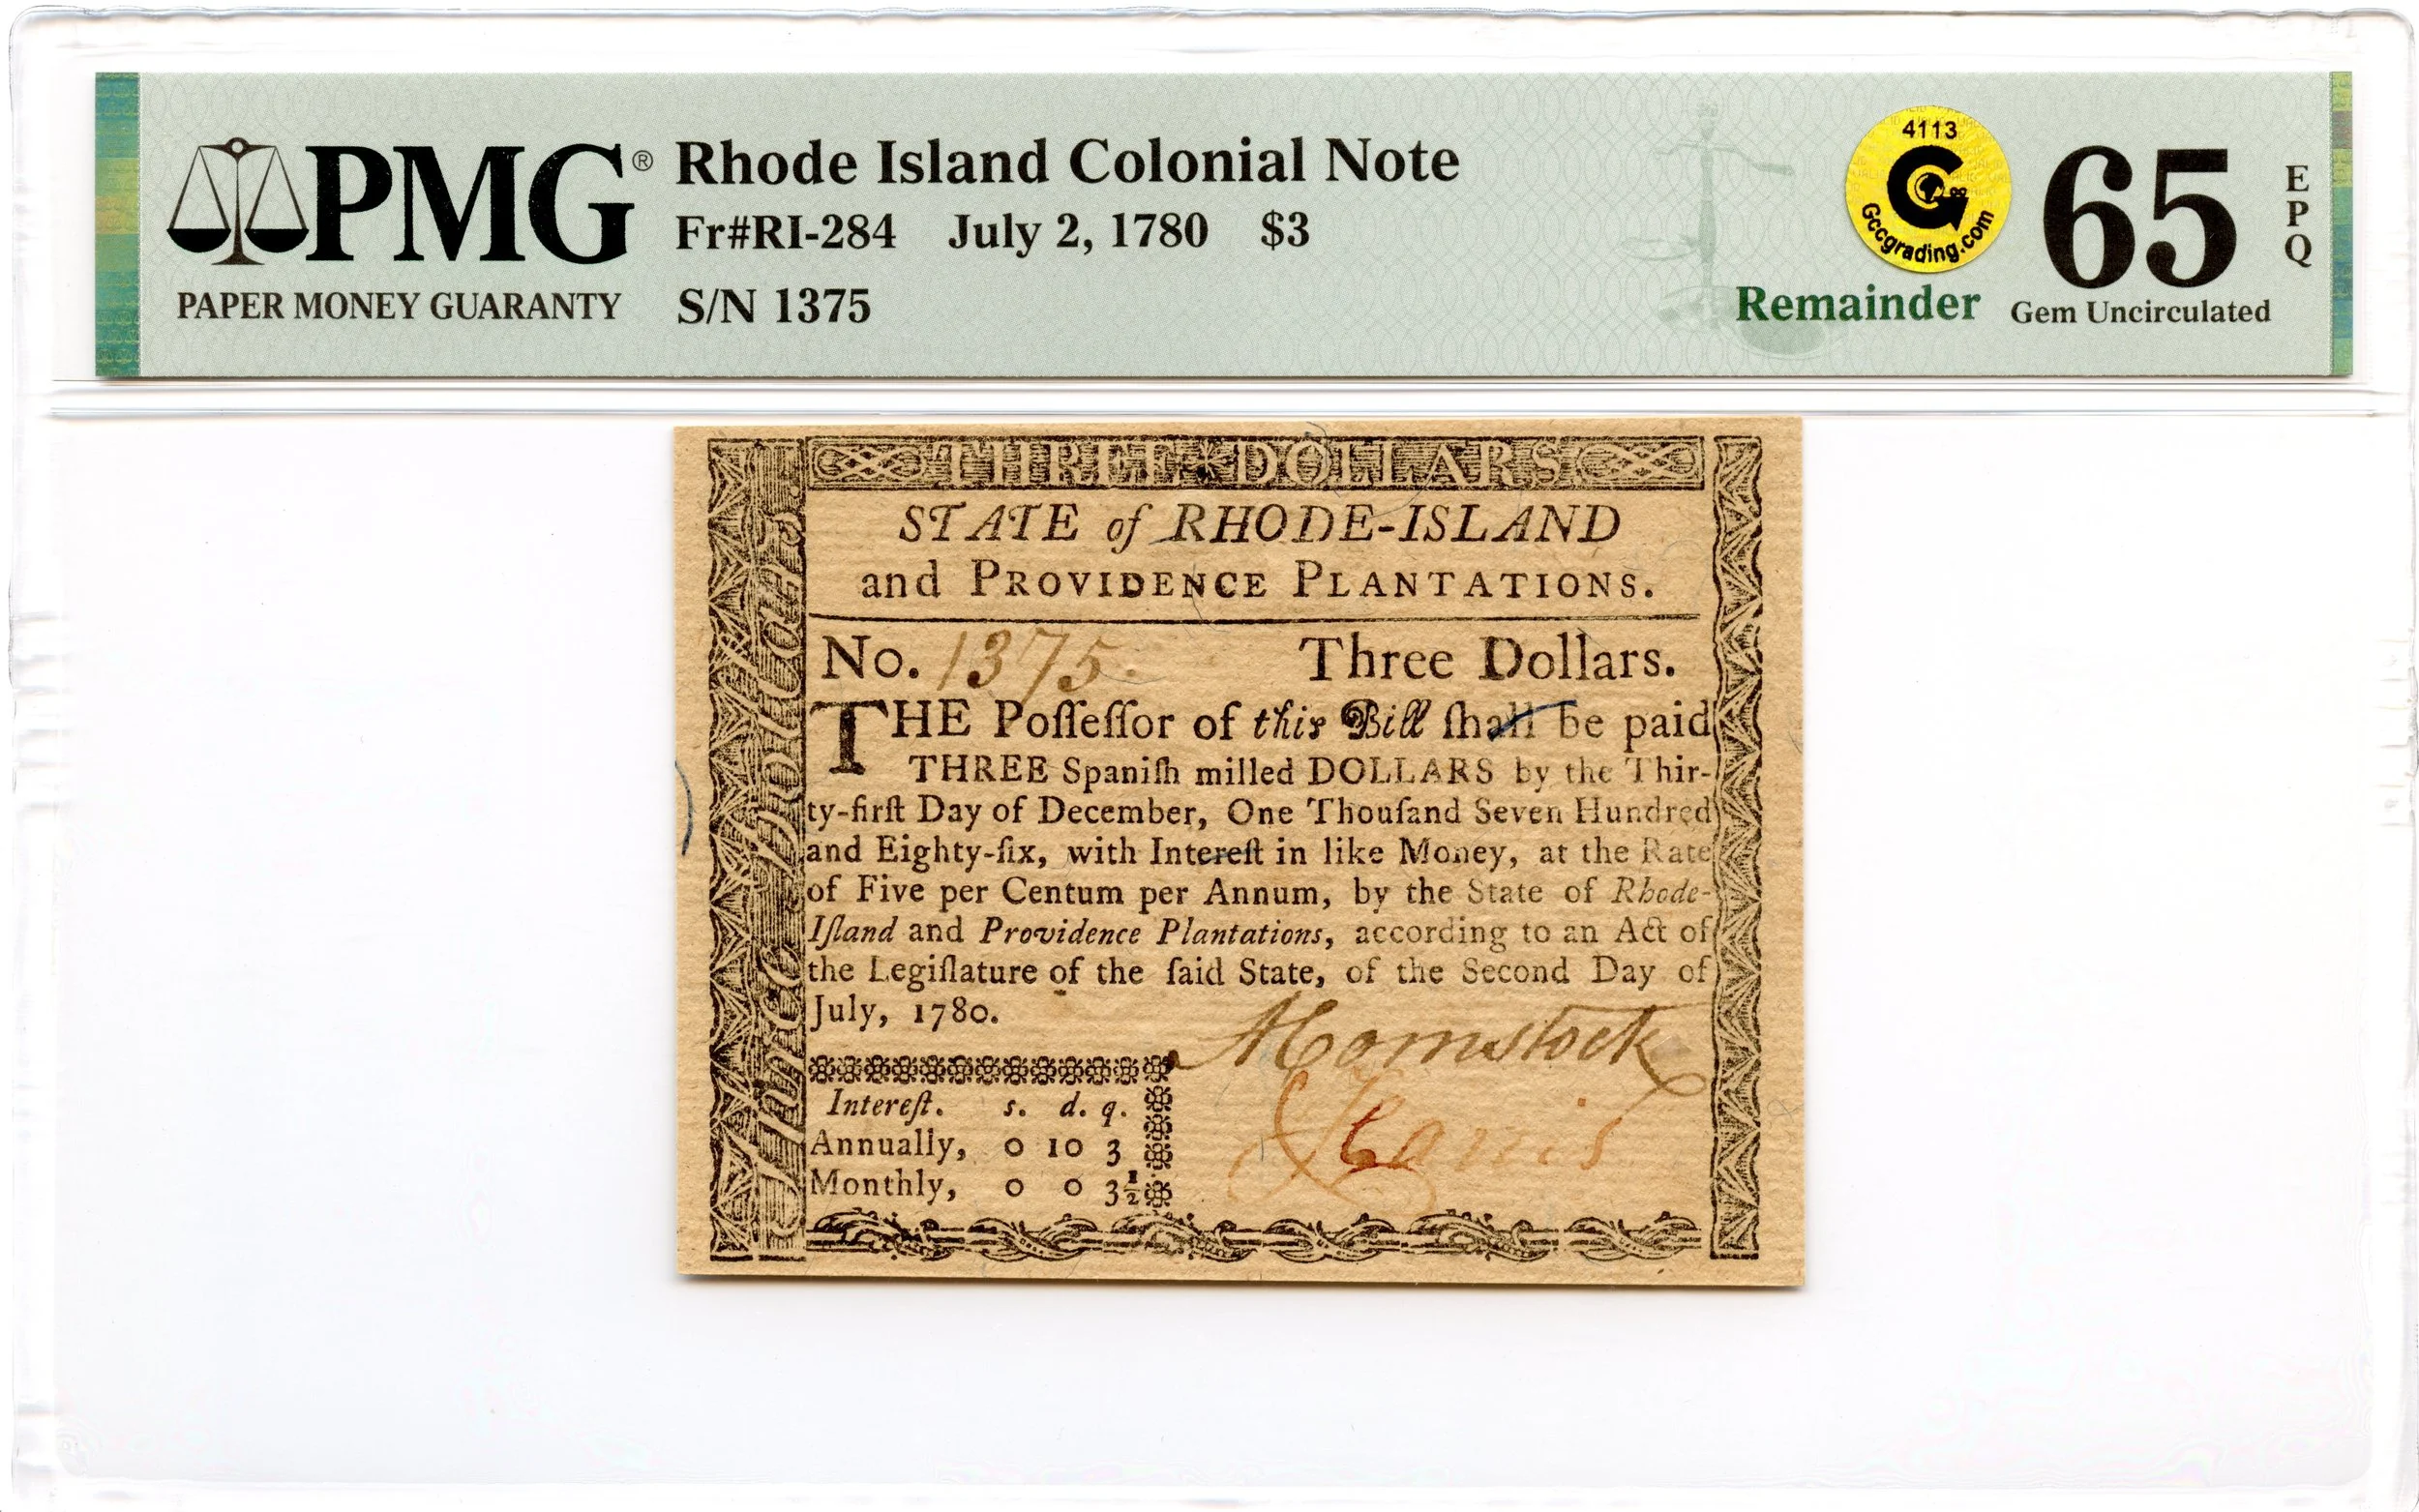 PMG®
PAPER MONEY GUARANTY
Rhode Island Colonial Note
Fr#RI-284 July 2, 1780 $3
S/N 1375
4113
Gccgrading.com
Remainder
65
EPQ
Gem Uncirculated
THREE DOLLARS
Three Dollars.
STATE of RHODE-ISLAND
and PROVIDENCE PLANTATIONS.
No. 1375. Three Dollars.
THE Poſſeſſor of this Bill ſhall be paid
THREE Spaniſh milled DOLLARS by the Thir-
ty-firſt Day of December, One Thouſand Seven Hundred
and Eighty-ſix, with Intereſt in like Money, at the Rate
of Five per Centum per Annum, by the State of Rhode-
Iſland and Providence Plantations, according to an Act of
the Legiſlature of the ſaid State, of the Second Day of
July, 1780.
AComstock
Harris
Intereſt. s. d. q.
Annually, 0 10 3
Monthly, 0 0 3½